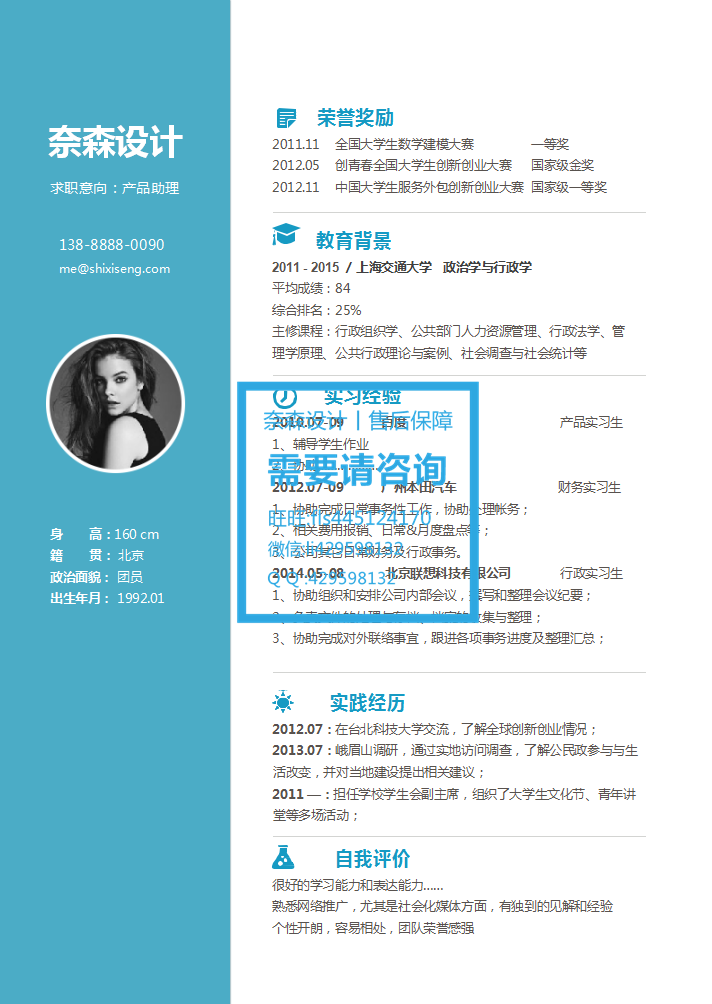 奈森设计
求职意向：产品助理
138-8888-0090
me@shixiseng.com
身 高：160 cm
籍 贯： 北京
政治面貌： 团员
出生年月： 1992.01
荣誉奖励
2011.11 全国大学生数学建模大赛 一等奖
2012.05 创青春全国大学生创新创业大赛 国家级金奖
2012.11 中国大学生服务外包创新创业大赛 国家级一等奖
教育背景
2011 - 2015 / 上海交通大学 政治学与行政学
平均成绩：84
综合排名：25%
主修课程：行政组织学、公共部门人力资源管理、行政法学、管
理学原理、公共行政理论与案例、社会调查与社会统计等
实习经验
2010.07-09 百度 产品实习生
1、辅导学生作业
2、协助
2012.07-09 广州本田汽车 财务实习生
1、协助完成日常事务性工作，协助处理帐务；
2、相关费用报销、日常&月度盘点等；
3、公司其它日常财务及行政事务。
2014.05-08 北京联想科技有限公司 行政实习生
1、协助组织和安排公司内部会议，撰写和整理会议纪要；
收集与整理；
3、协助完成对外联络事宜，跟进各项事务进度及整理汇总；
奈森设计丨售后保障
需要请咨询
旺旺:fls445124170
429598132
Q Q :429598132
实践经历
2012.07：在台北科技大学交流，了解全球创新创业情况；
2013.07：峨眉山调研，通过实地访问调查，了解公民政参与与生
活改变，并对当地建设提出相关建议；
2011 —：担任学校学生会副主席，组织了大学生文化节、青年讲
堂等多场活动；
自我评价
很好的学习能力和表达能力……
熟悉网络推广，尤其是社会化媒体方面，有独到的见解和经验
个性开朗，容易相处，团队荣誉感强